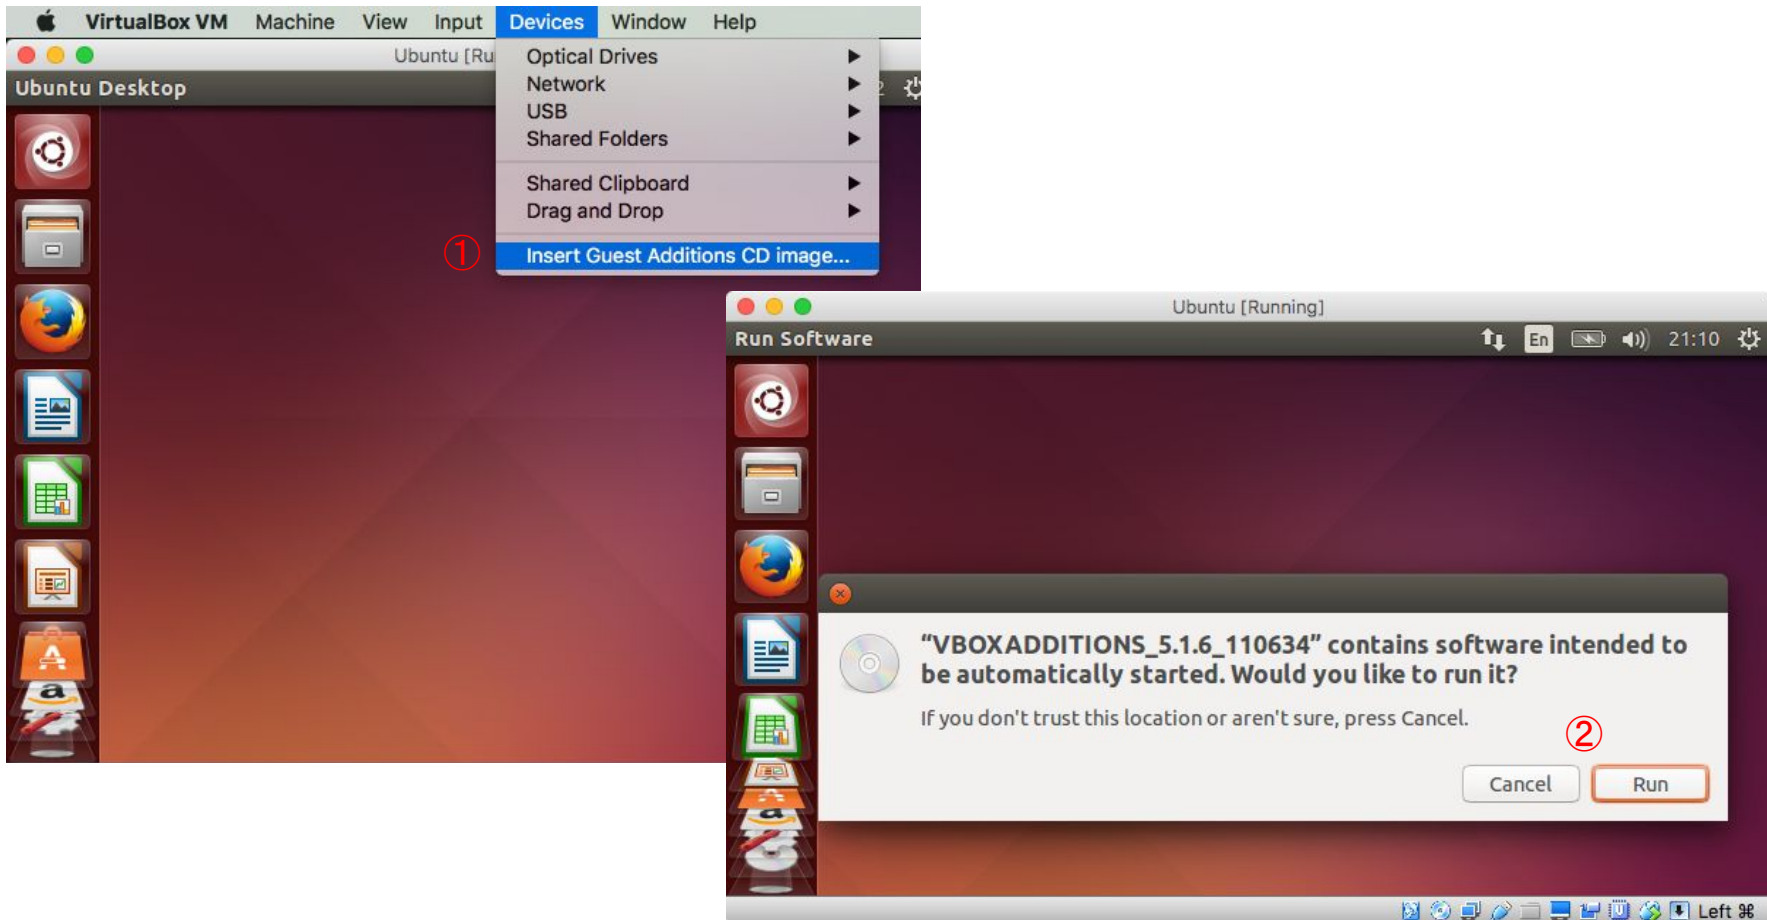 VirtualBox VM Machine View Input Devices Window Help
Ubuntu [Ru
Ubuntu Desktop
Optical Drives
Network
USB
Shared Folders
Shared Clipboard
Drag and Drop
① Insert Guest Additions CD image...
Ubuntu [Running]
Run Software En 21:10
“VBOXADDITIONS_5.1.6_110634” contains software intended to
be automatically started. Would you like to run it?
If you don't trust this location or aren't sure, press Cancel.
②
Cancel Run
Left ⌘